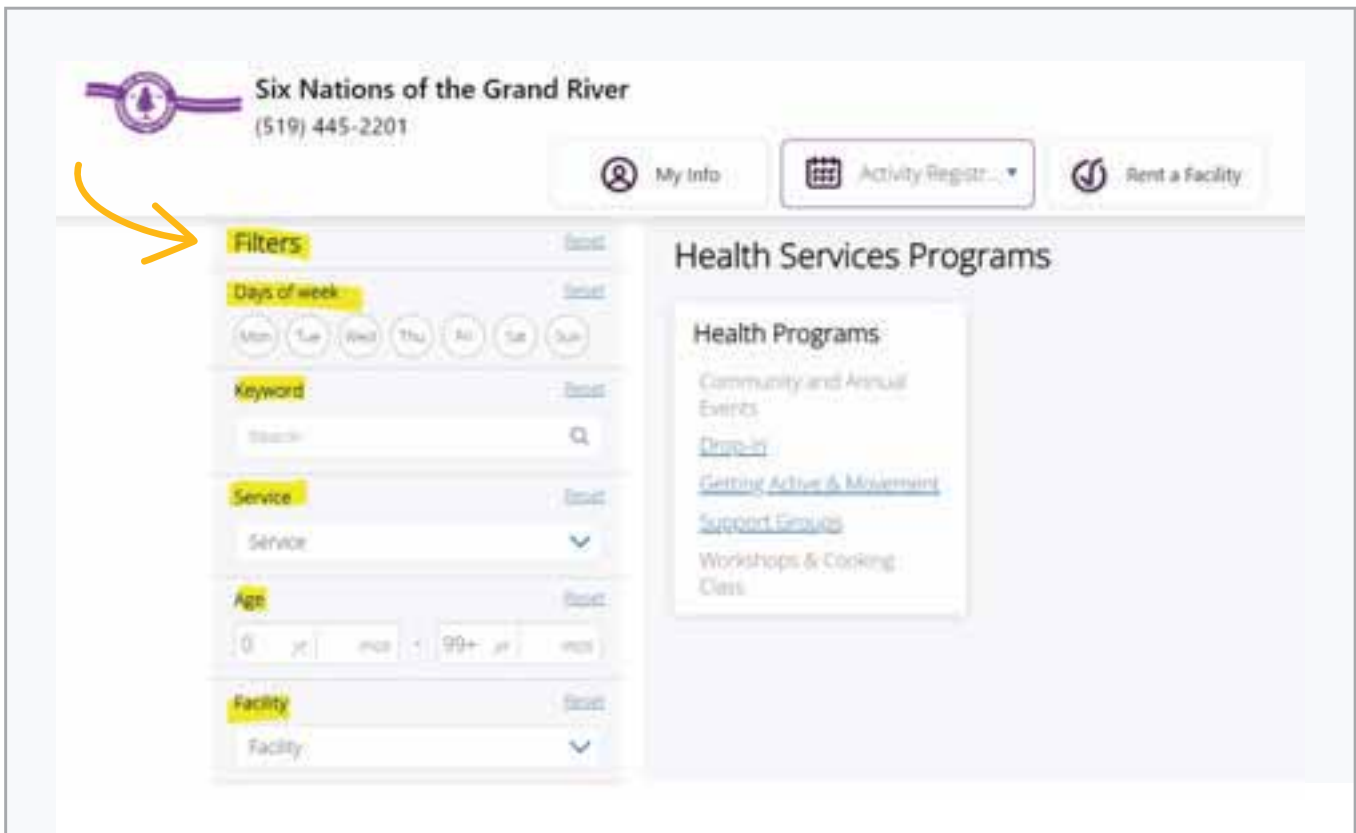 Six Nations of the Grand River
(519) 445-2201
My Info
Activity Registr...
Rent a Facility
Filters
Reset
Days of week
Reset
Mon
Tue
Wed
Thu
Fri
Sat
Sun
Keyword
Reset
Search
Service
Reset
Service
Age
Reset
0 yr mos - 99+ yr mos
Facility
Reset
Facility
Health Services Programs
Health Programs
Community and Annual
Events
Drop-in
Getting Active & Movement
Support Groups
Workshops & Cooking
Class